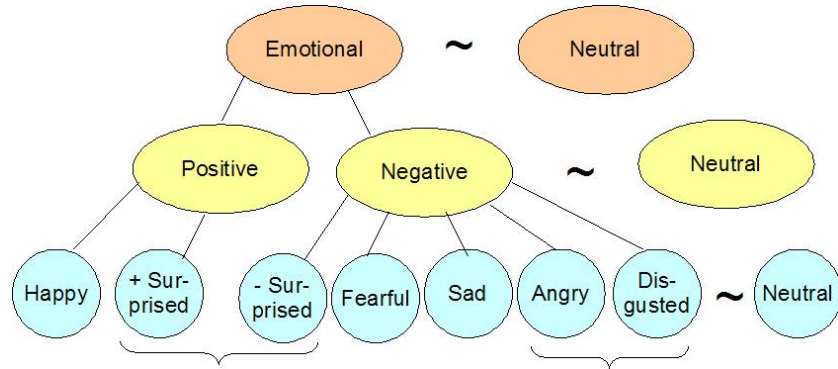 Emotional ~ Neutral
Positive Negative ~ Neutral
Happy
+ Sur-
prised
- Sur-
prised
Fearful
Sad
Angry
Dis-
gusted
~
Neutral